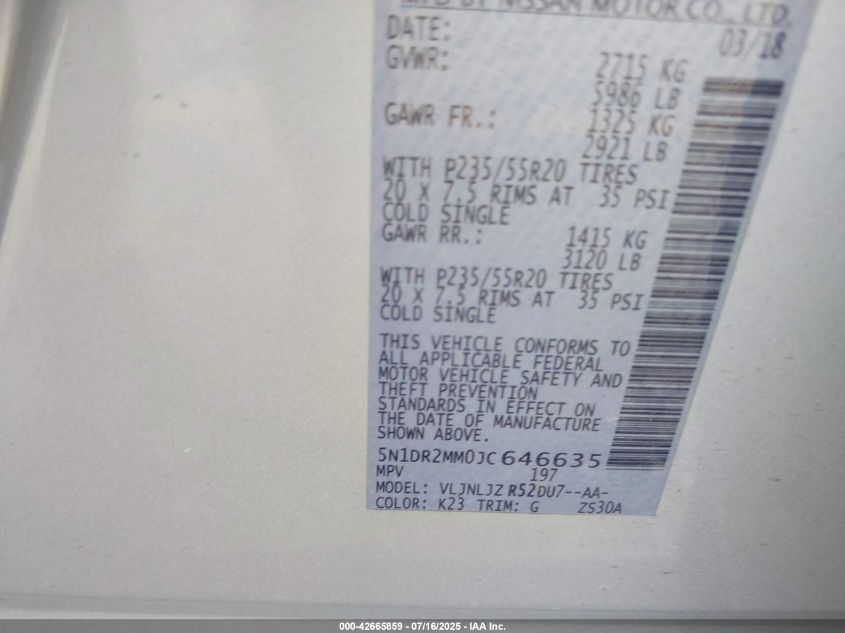 MFD BY NISSAN MOTOR CO., LTD.
DATE: 03/18
GVWR: 2715 KG
5986 LB
GAWR FR.: 1325 KG
2921 LB
WITH P235/55R20 TIRES
20 X 7.5 RIMS AT 35 PSI
COLD SINGLE
GAWR RR.: 1415 KG
3120 LB
WITH P235/55R20 TIRES
20 X 7.5 RIMS AT 35 PSI
COLD SINGLE
THIS VEHICLE CONFORMS TO
ALL APPLICABLE FEDERAL
MOTOR VEHICLE SAFETY AND
THEFT PREVENTION
STANDARDS IN EFFECT ON
THE DATE OF MANUFACTURE
SHOWN ABOVE.
5N1DR2MM0JC646635
MPV 197
MODEL: VLJNLJZ R52DU7--AA-
COLOR: K23 TRIM: G ZS30A
000-42665859 - 07/16/2025 - IAA Inc.